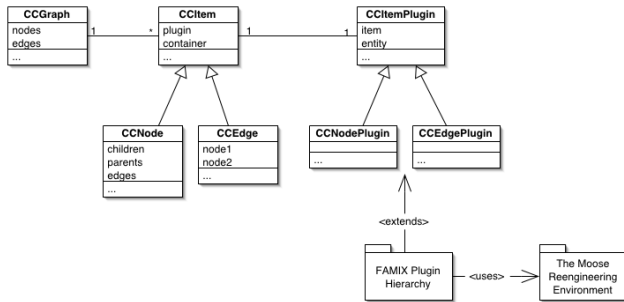 CCGraph
nodes
edges
...
1
*
CCItem
plugin
container
...
1
1
CCItemPlugin
item
entity
...
CCNode
children
parents
edges
...
CCEdge
node1
node2
...
CCNodePlugin
...
CCEdgePlugin
...
<extends>
FAMIX Plugin
Hierarchy
<uses>
The Moose
Reengineering
Environment